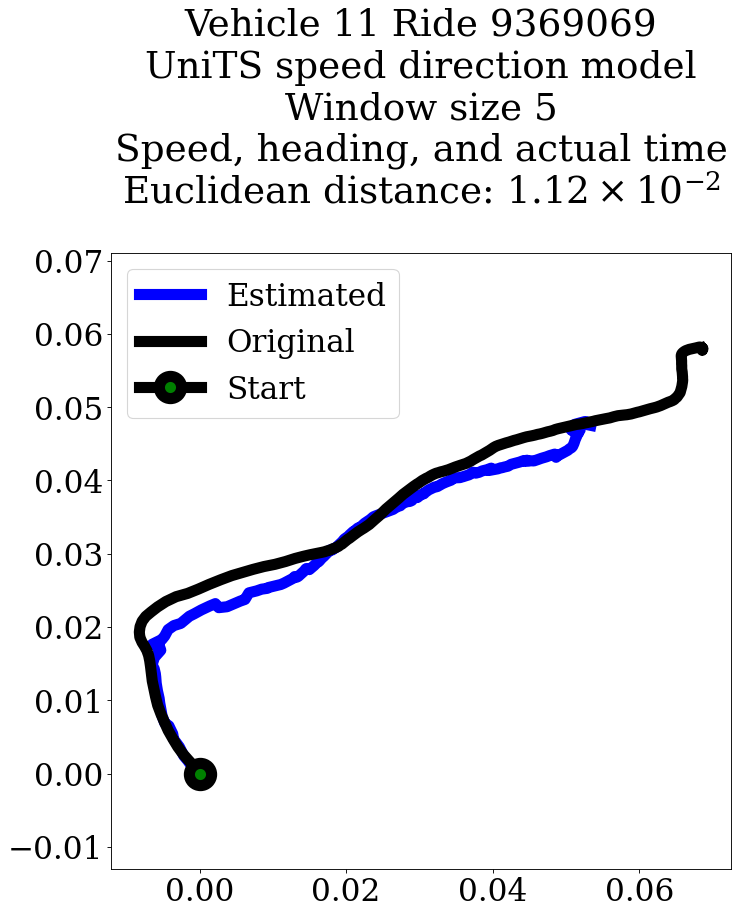 Vehicle 11 Ride 9369069
UniTS speed direction model
Window size 5
Speed, heading, and actual time
Euclidean distance: 1.12 × 10⁻²
0.07
0.06
0.05
0.04
0.03
0.02
0.01
0.00
−0.01
Estimated
Original
Start
0.00 0.02 0.04 0.06